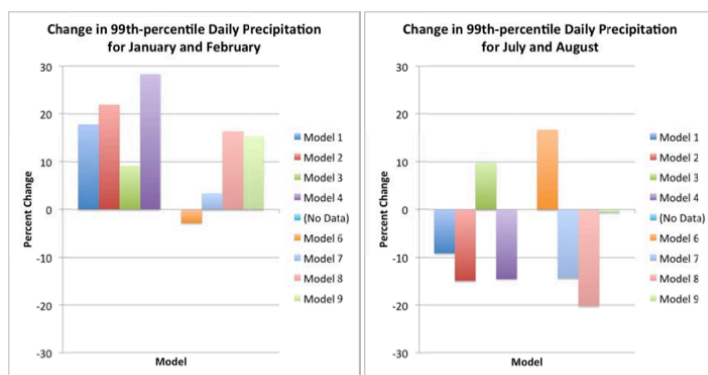 Change in 99th-percentile Daily Precipitation
for January and February
30
20
10
0
-10
-20
-30
Percent Change
Model
Model 1
Model 2
Model 3
Model 4
(No Data)
Model 6
Model 7
Model 8
Model 9
Change in 99th-percentile Daily Precipitation
for July and August
30
20
10
0
-10
-20
-30
Percent Change
Model
Model 1
Model 2
Model 3
Model 4
(No Data)
Model 6
Model 7
Model 8
Model 9